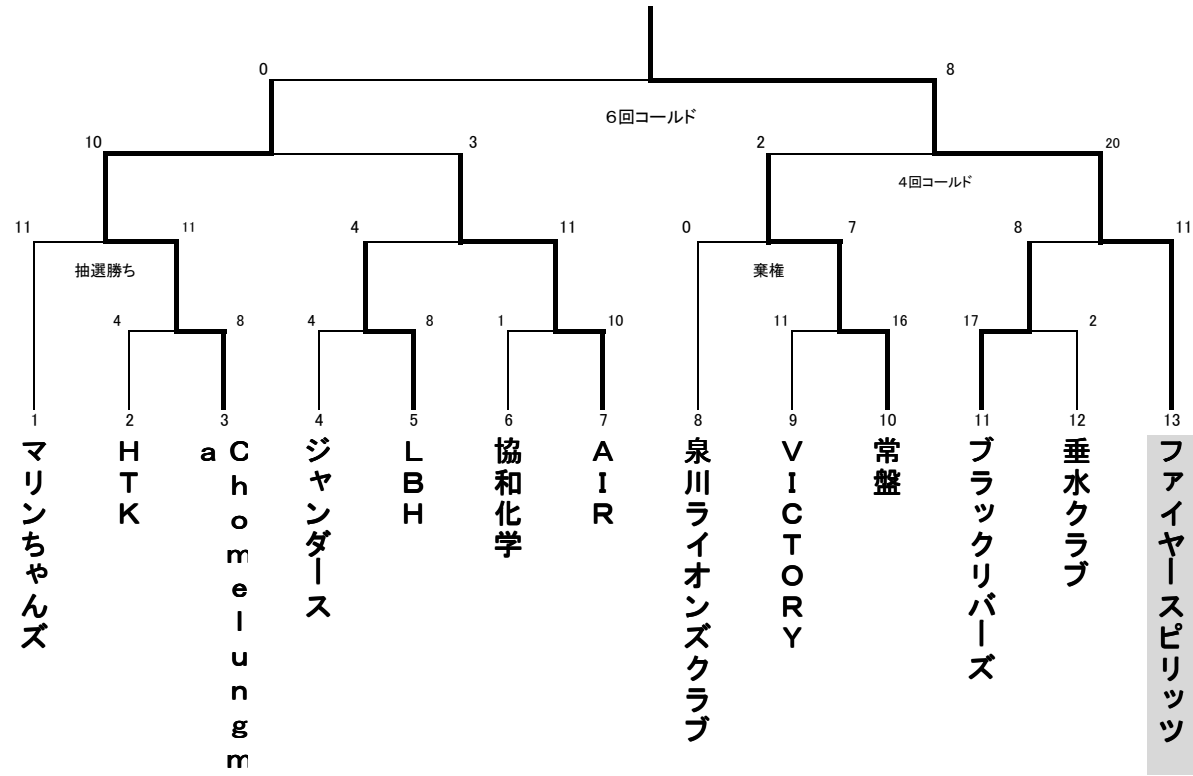 0 8
6回コールド
10 3 2 20
4回コールド
11 11 4 11 0 7 8 11
抽選勝ち 棄権
4 8 4 8 1 10 11 16 17 2
1 2 3 4 5 6 7 8 9 10 11 12 13
マリンちゃんズ
HTK
Chomelungm
a
ジャンダース
LBH
協和化学
AIR
泉川ライオンズクラブ
VICTORY
常盤
ブラックリバーズ
垂水クラブ
ファイヤースピリッツ